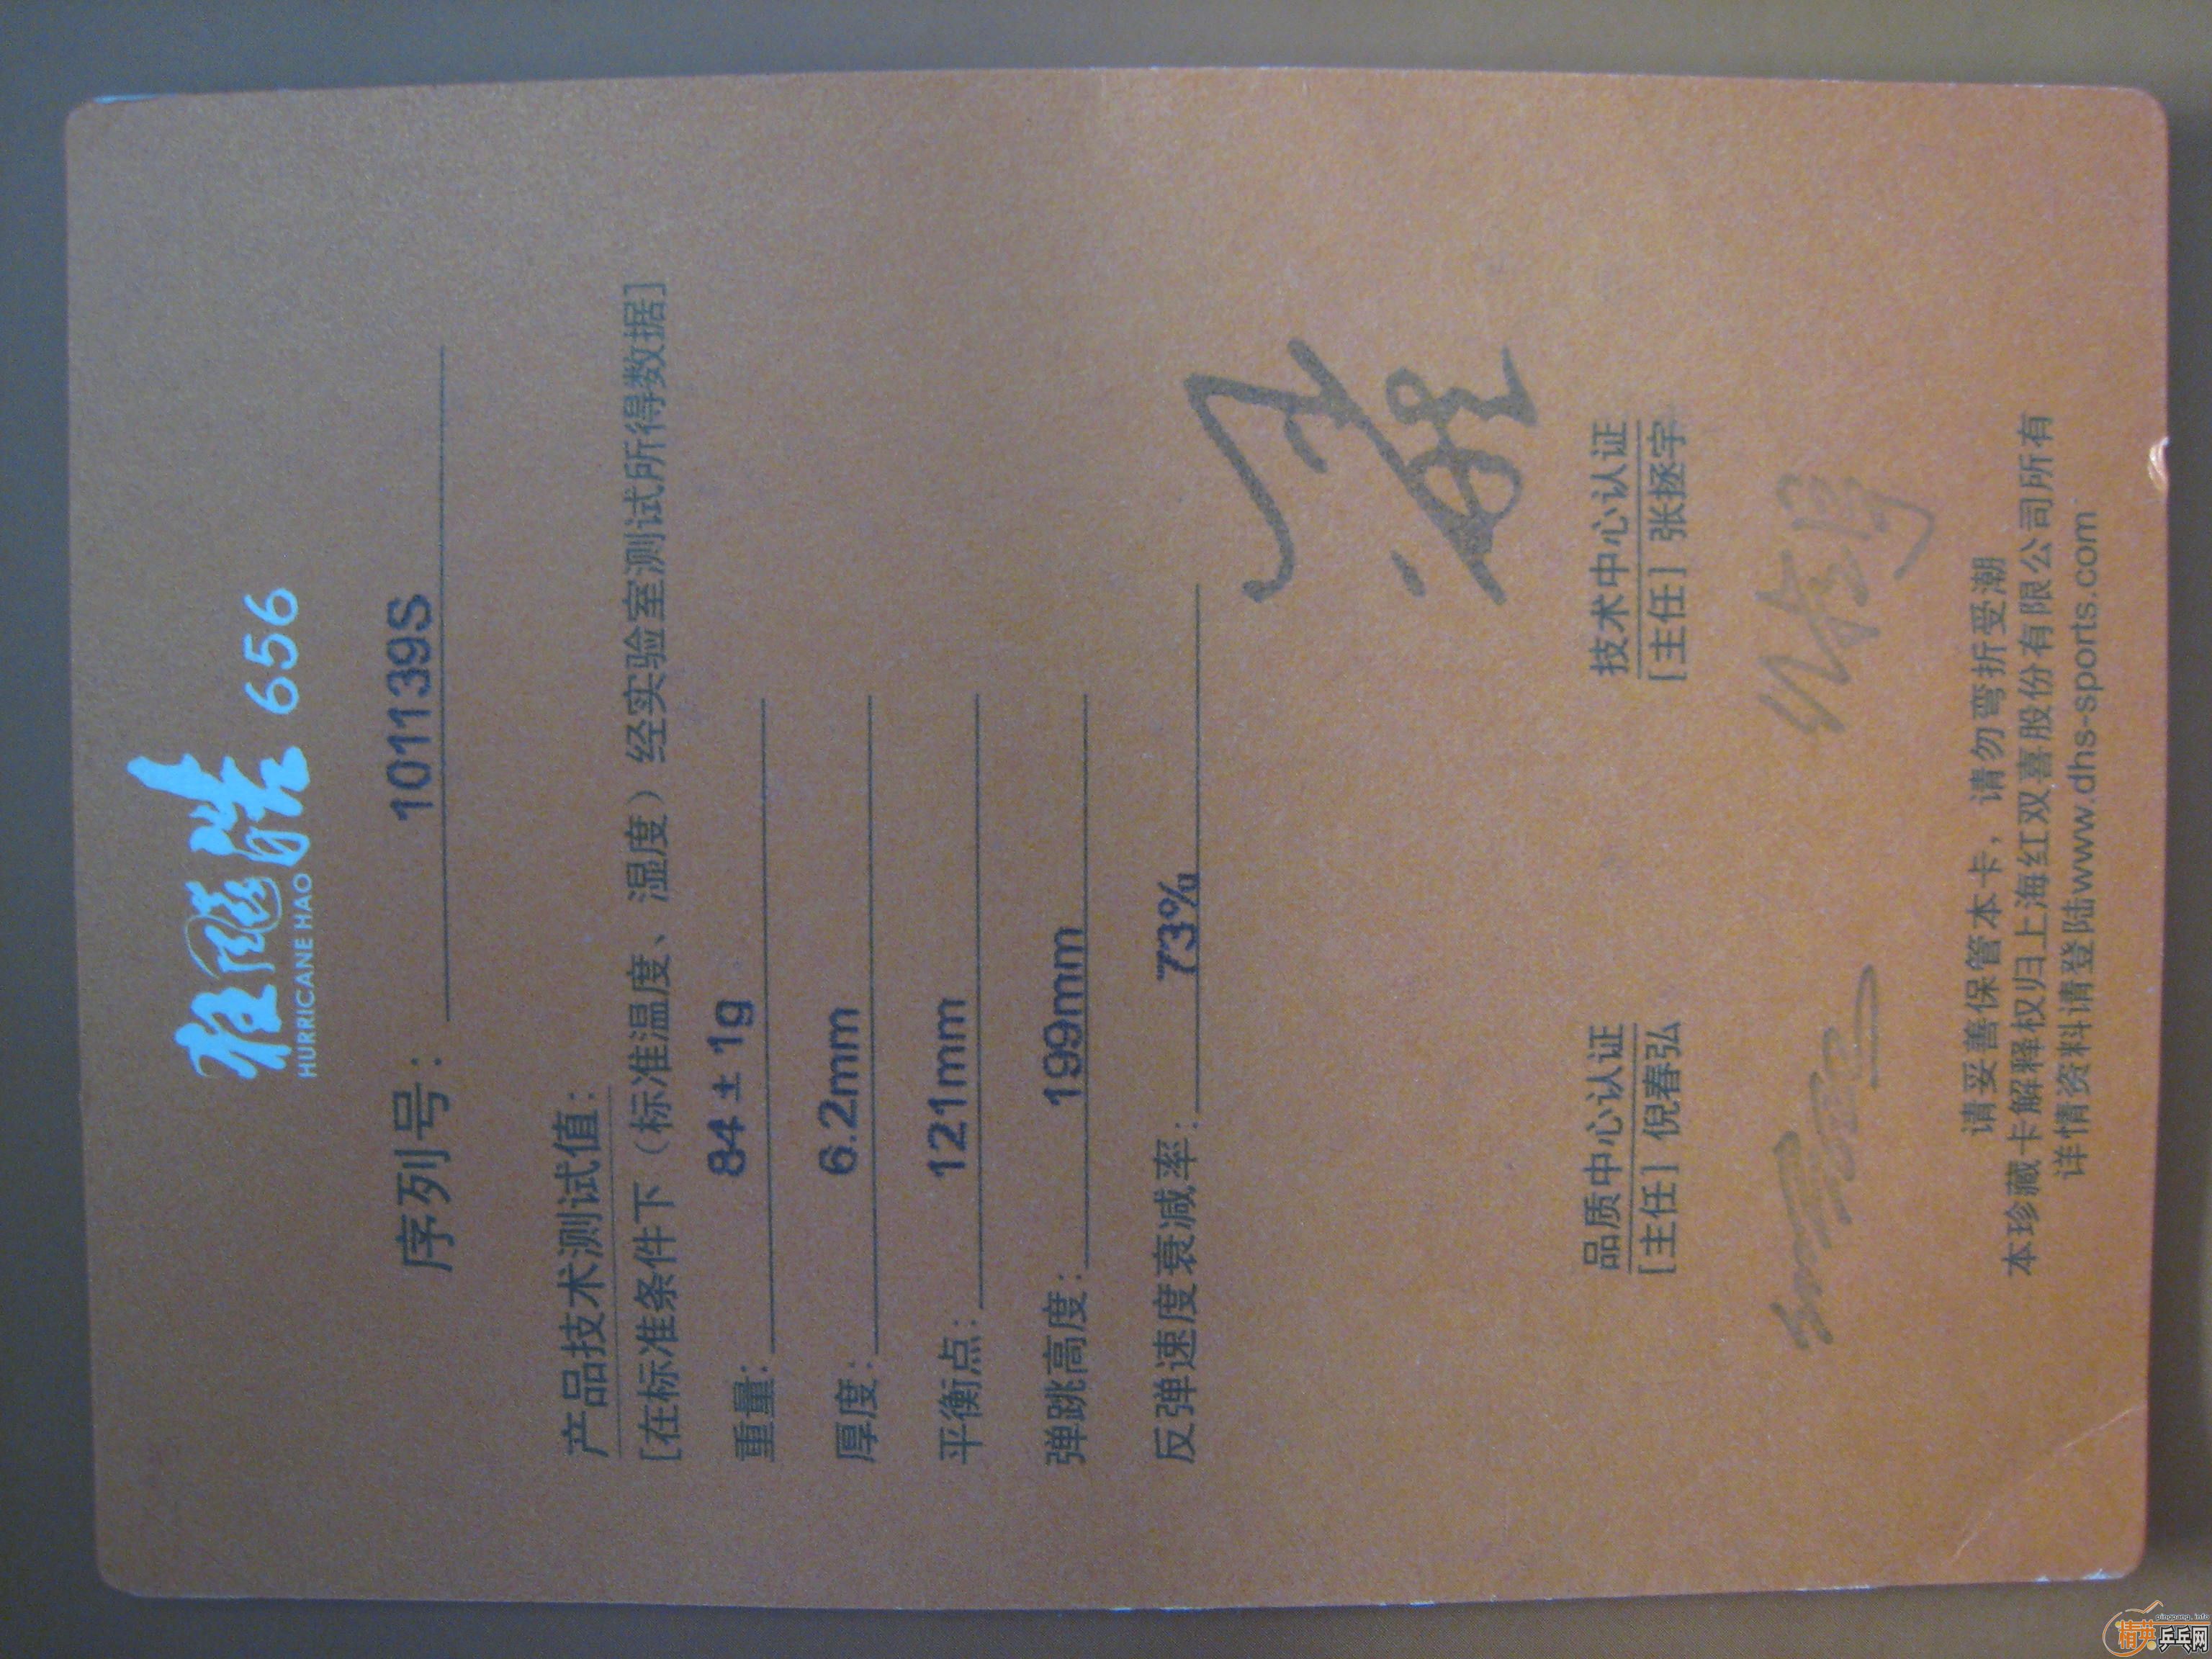 狂飚皓 656
HURRICANE HAO
序列号： 101139S
产品技术测试值：
[在标准条件下（标准温度、湿度）经实验室测试所得数据]
重量： 84±1g
厚度： 6.2mm
平衡点： 121mm
弹跳高度： 199mm
反弹速度衰减率： 73%
品质中心认证 技术中心认证
[主任] 倪春弘 [主任] 张拯宇
请妥善保管本卡，请勿弯折受潮
本珍藏卡解释权归上海红双喜股份有限公司所有
详情资料请登陆www.dhs-sports.com
pingpang.info
精英乒乓网